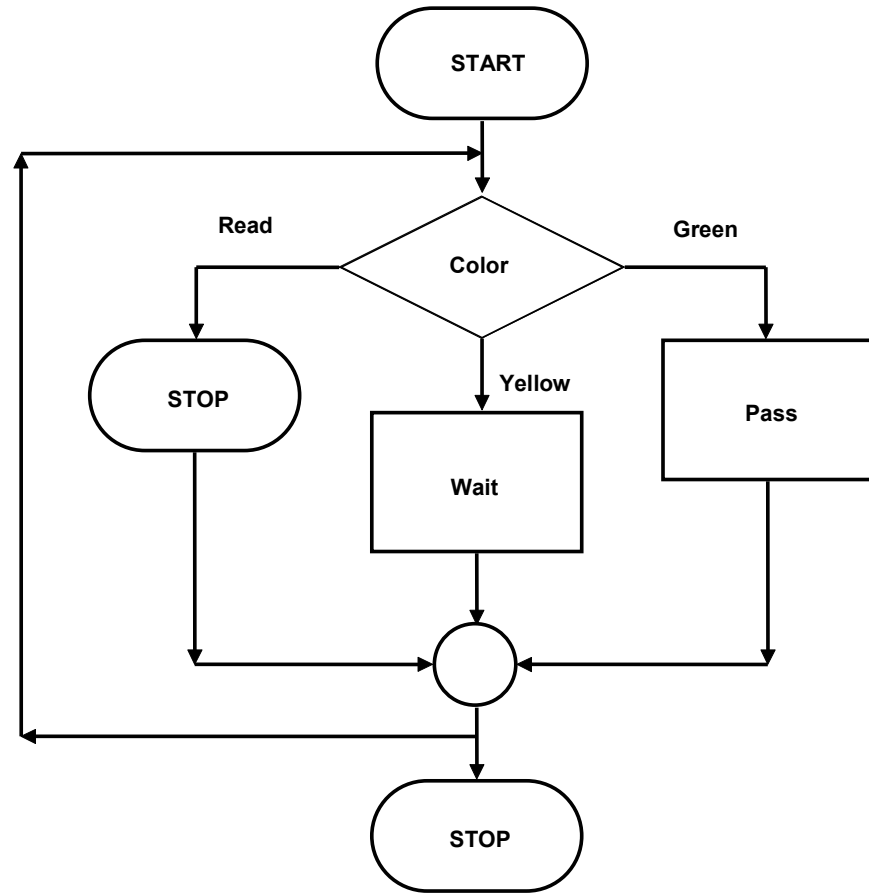 START
Read
Green
Color
STOP
Yellow
Pass
Wait
STOP